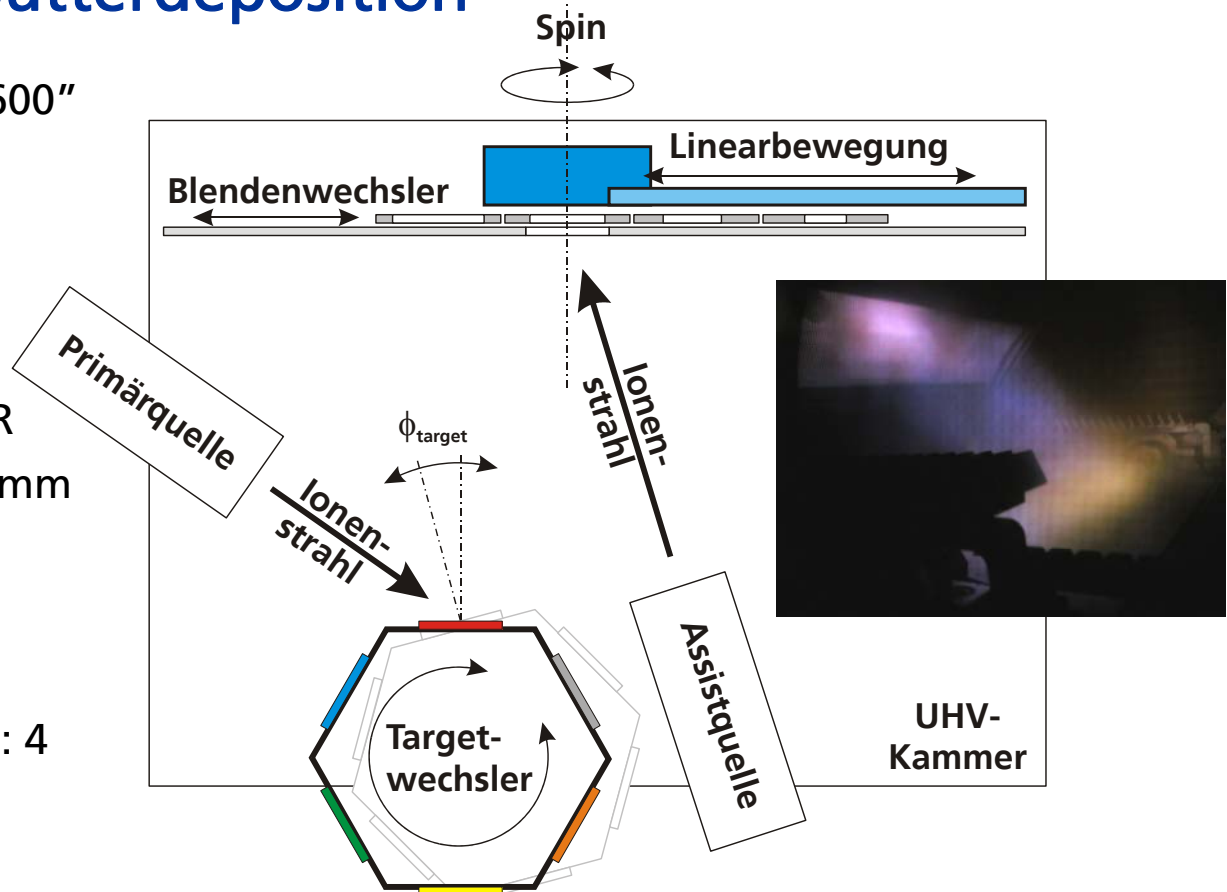 Spin
600”
Linearbewegung
Blendenwechsler
Primärquelle
Ionen-
strahl
R
ϕtarget
mm
Ionen-
strahl
Assistquelle
: 4
Target-
wechsler
UHV-
Kammer